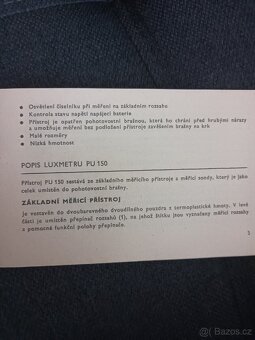 ● Osvětlení číselníku při měření na základním rozsahu
● Kontrola stavu napětí napájecí baterie
● Přístroj je opatřen pohotovostní brašnou, která ho chrání před hrubými nárazy
a umožňuje měření bez podložání přístroje zavěšením brašny na krk
● Malé rozměry
● Nízká hmotnost
POPIS LUXMETRU PU 150
Přístroj PU 150 sestává ze základního měřicího přístroje a měřicí sondy, který je jako
celek umístěn do pohotovostní brašny.
ZÁKLADNÍ MĚŘICÍ PŘÍSTROJ
Je vestavěn do dvoubarevného dvoudílného pouzdra z termoplastické hmoty. V levé
části je umístěn přepínač rozsahů (1), na jehož štítku jsou vyznačeny měřicí rozsahy
a pomocné funkční polohy přepínače.
3
bazos.cz